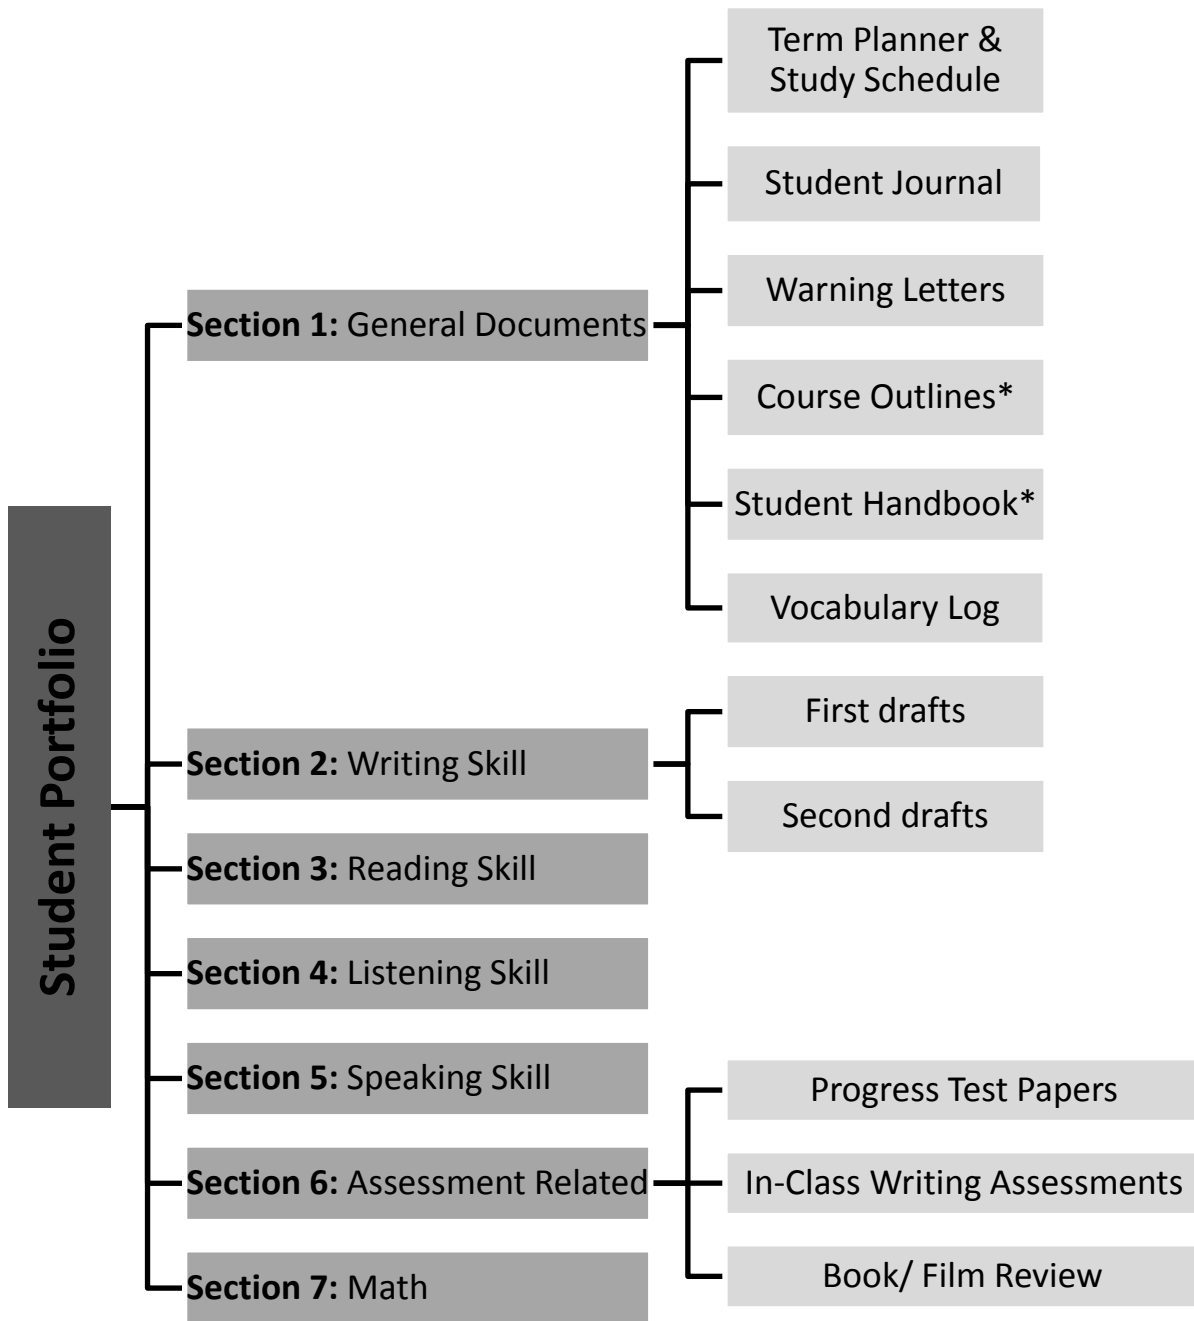 Student Portfolio
Section 1: General Documents
Term Planner &
Study Schedule
Student Journal
Warning Letters
Course Outlines*
Student Handbook*
Vocabulary Log
Section 2: Writing Skill
First drafts
Second drafts
Section 3: Reading Skill
Section 4: Listening Skill
Section 5: Speaking Skill
Section 6: Assessment Related
Progress Test Papers
In-Class Writing Assessments
Book/ Film Review
Section 7: Math